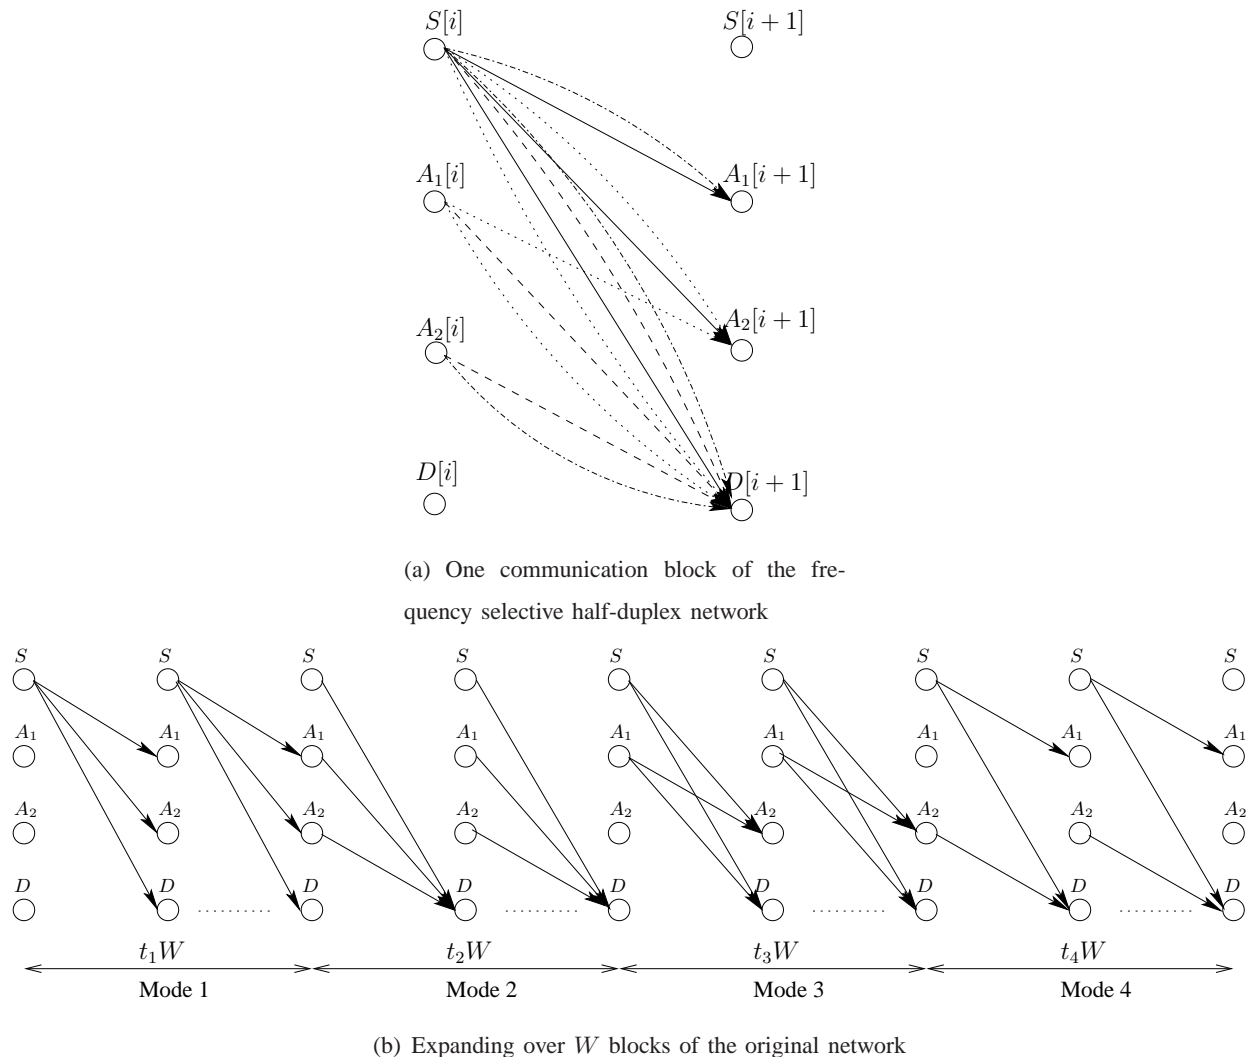 S[i] S[i + 1]
A₁[i] A₁[i + 1]
A₂[i] A₂[i + 1]
D[i] D[i + 1]
(a) One communication block of the fre-
quency selective half-duplex network
S S S S S S S S S
A₁ A₁ A₁ A₁ A₁ A₁ A₁ A₁ A₁
A₂ A₂ A₂ A₂ A₂ A₂ A₂ A₂ A₂
D D D D D D D D D
t₁W t₂W t₃W t₄W
Mode 1 Mode 2 Mode 3 Mode 4
(b) Expanding over W blocks of the original network